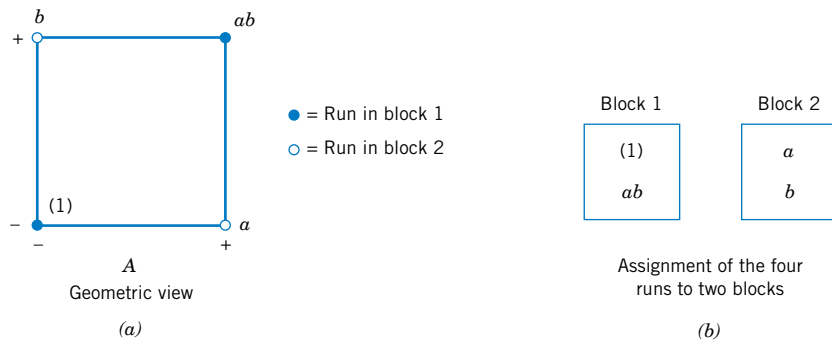 b
ab
+
= Run in block 1
= Run in block 2
(1)
a
−
−
+
A
Geometric view
(a)
Block 1
Block 2
(1)
a
ab
b
Assignment of the four
runs to two blocks
(b)